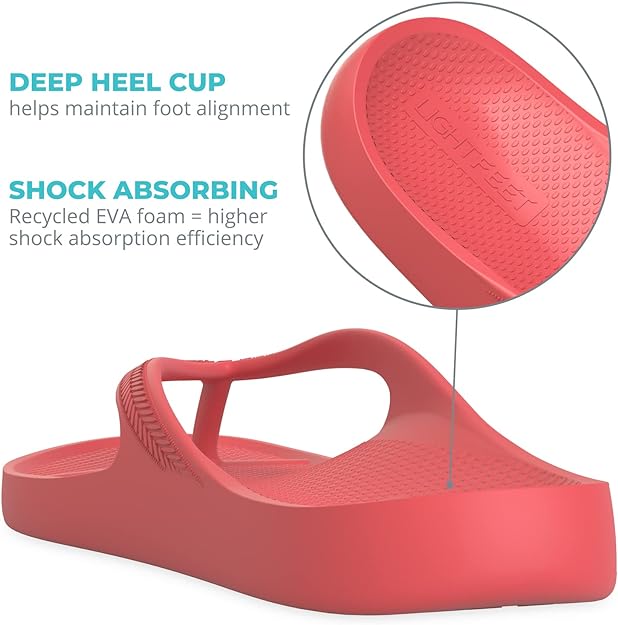 DEEP HEEL CUP
helps maintain foot alignment
SHOCK ABSORBING
Recycled EVA foam = higher
shock absorption efficiency
LIGHTFEET